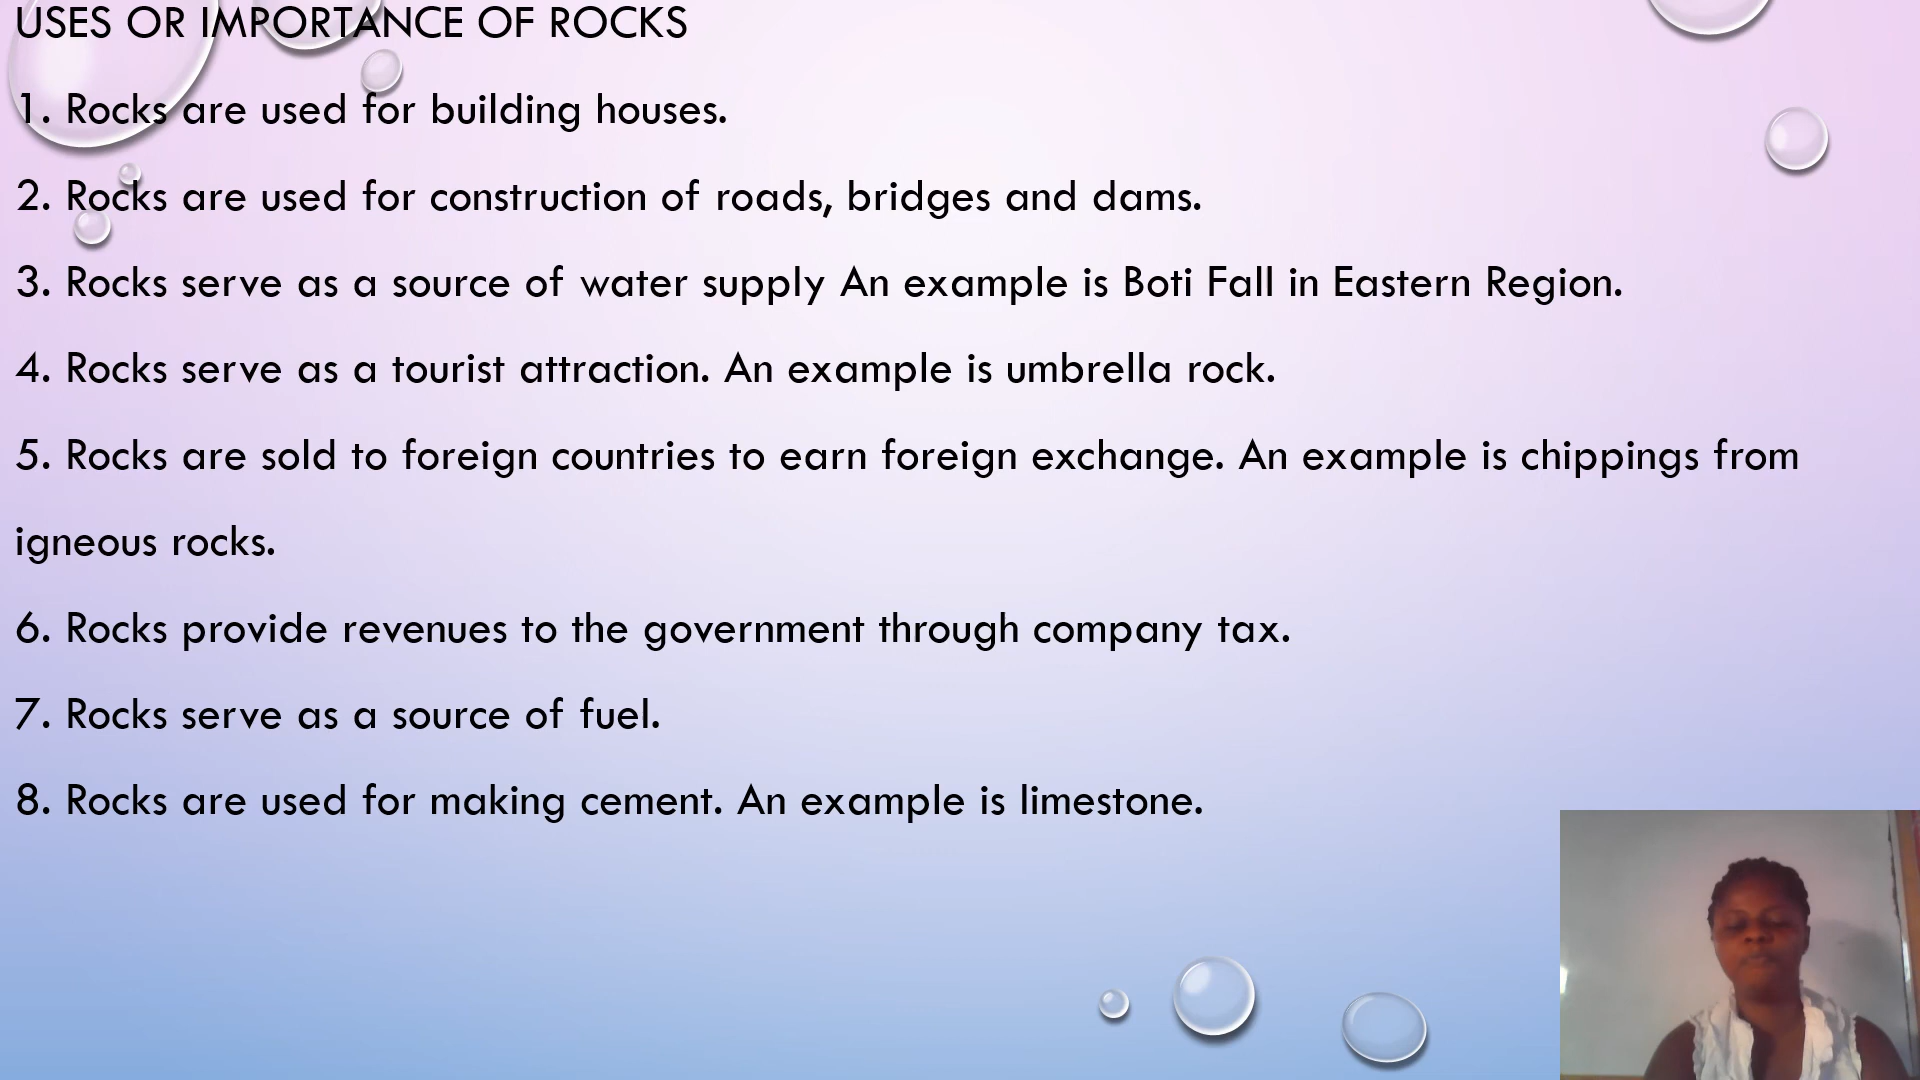 USES OR IMPORTANCE OF ROCKS
1. Rocks are used for building houses.
2. Rocks are used for construction of roads, bridges and dams.
3. Rocks serve as a source of water supply An example is Boti Fall in Eastern Region.
4. Rocks serve as a tourist attraction. An example is umbrella rock.
5. Rocks are sold to foreign countries to earn foreign exchange. An example is chippings from
igneous rocks.
6. Rocks provide revenues to the government through company tax.
7. Rocks serve as a source of fuel.
8. Rocks are used for making cement. An example is limestone.